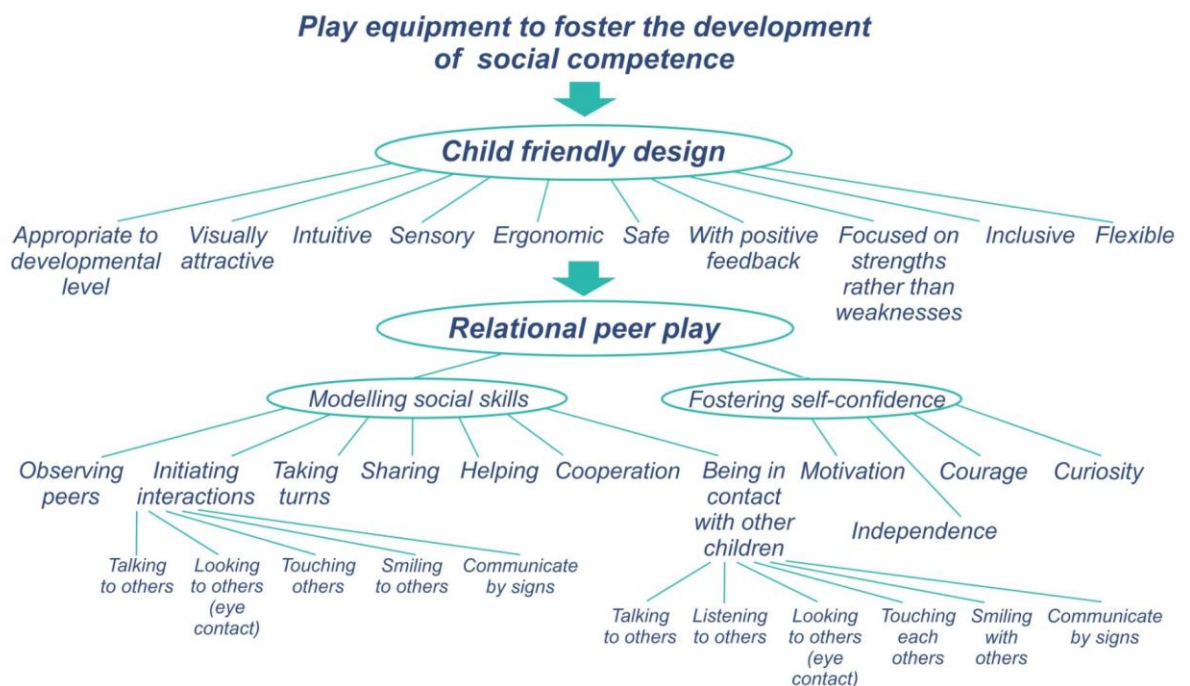 Play equipment to foster the development
of social competence
Child friendly design
Appropriate to
developmental
level
Visually
attractive
Intuitive
Sensory
Ergonomic
Safe
With positive
feedback
Focused on
strengths
rather than
weaknesses
Inclusive
Flexible
Relational peer play
Modelling social skills
Fostering self-confidence
Observing
peers
Initiating
interactions
Taking
turns
Sharing
Helping
Cooperation
Being in
contact
with other
children
Motivation
Independence
Courage
Curiosity
Talking
to others
Looking
to others
(eye
contact)
Touching
others
Smiling
to others
Communicate
by signs
Talking
to others
Listening
to others
Looking
to others
(eye
contact)
Touching
each
others
Smiling
with
others
Communicate
by signs